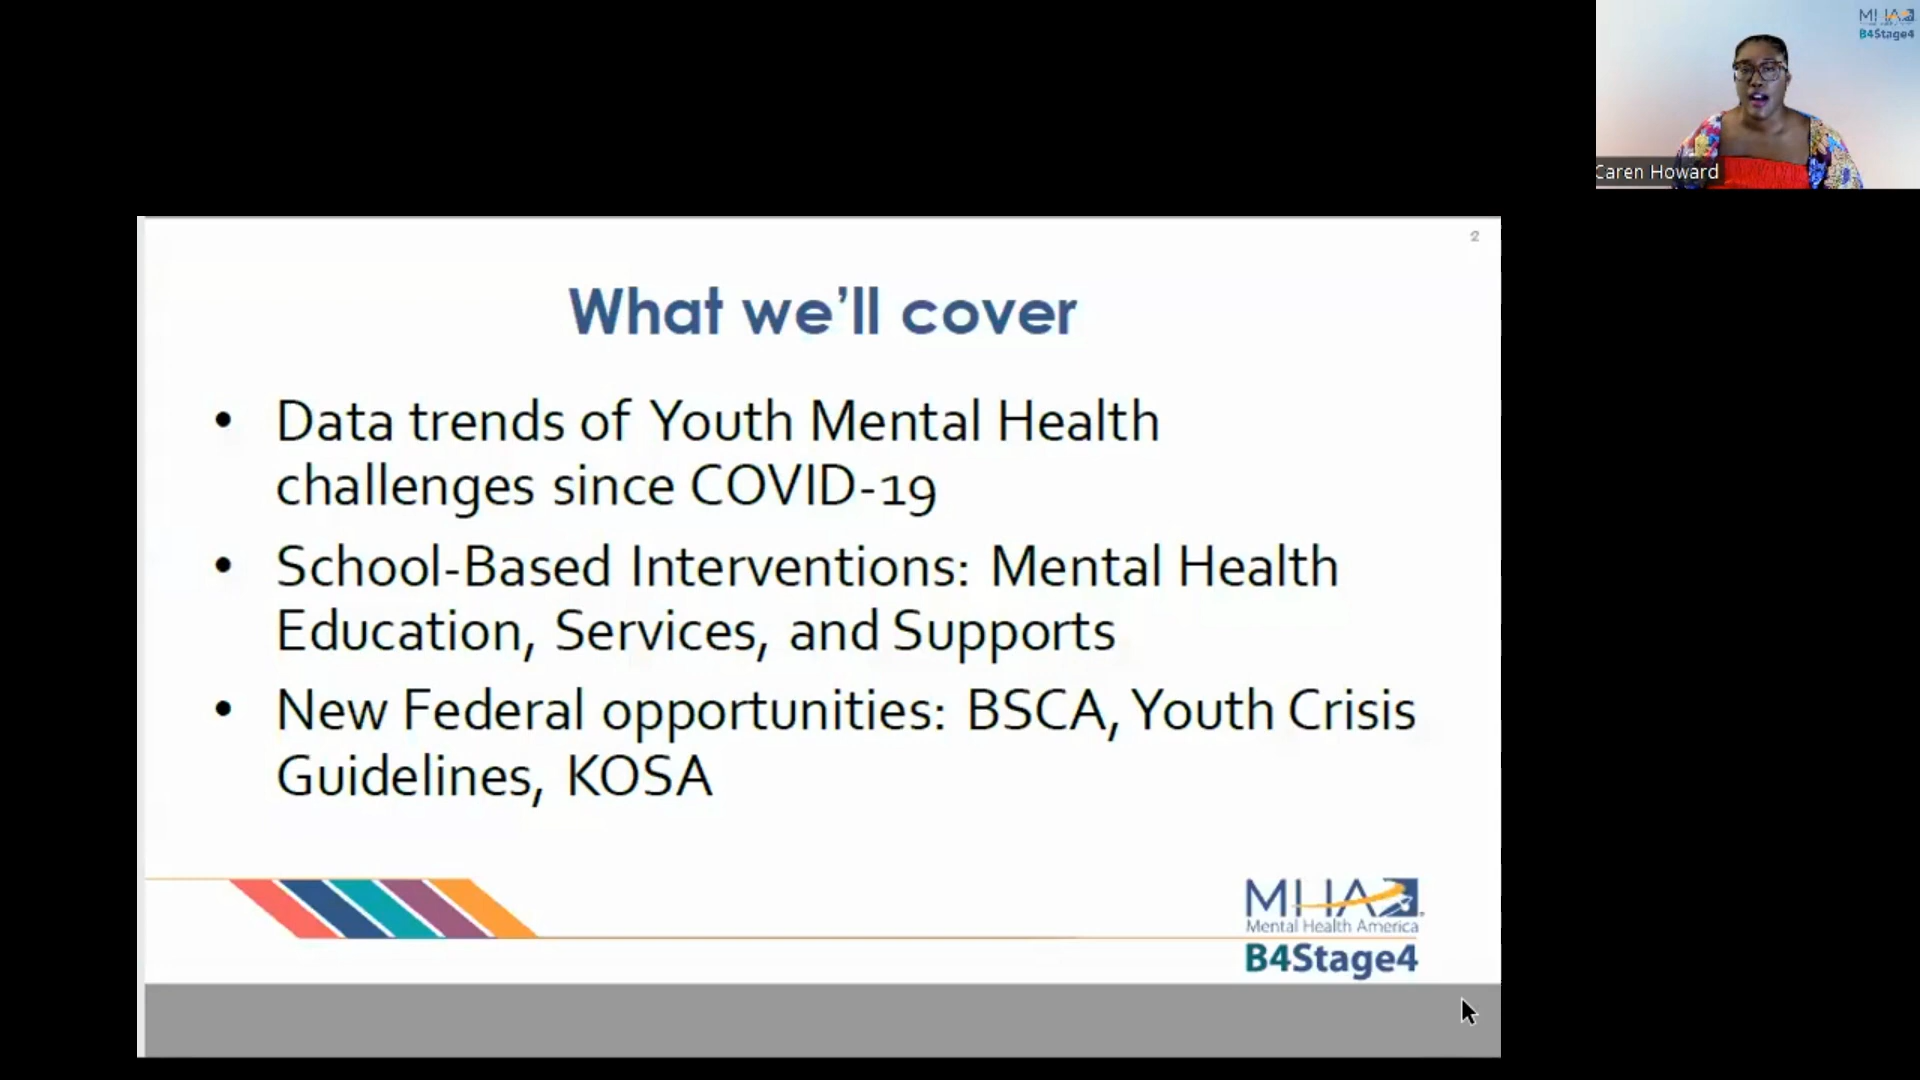 MHA
B4Stage4
Caren Howard
2
What we'll cover
• Data trends of Youth Mental Health
challenges since COVID-19
• School-Based Interventions: Mental Health
Education, Services, and Supports
• New Federal opportunities: BSCA, Youth Crisis
Guidelines, KOSA
MHA
Mental Health America
B4Stage4